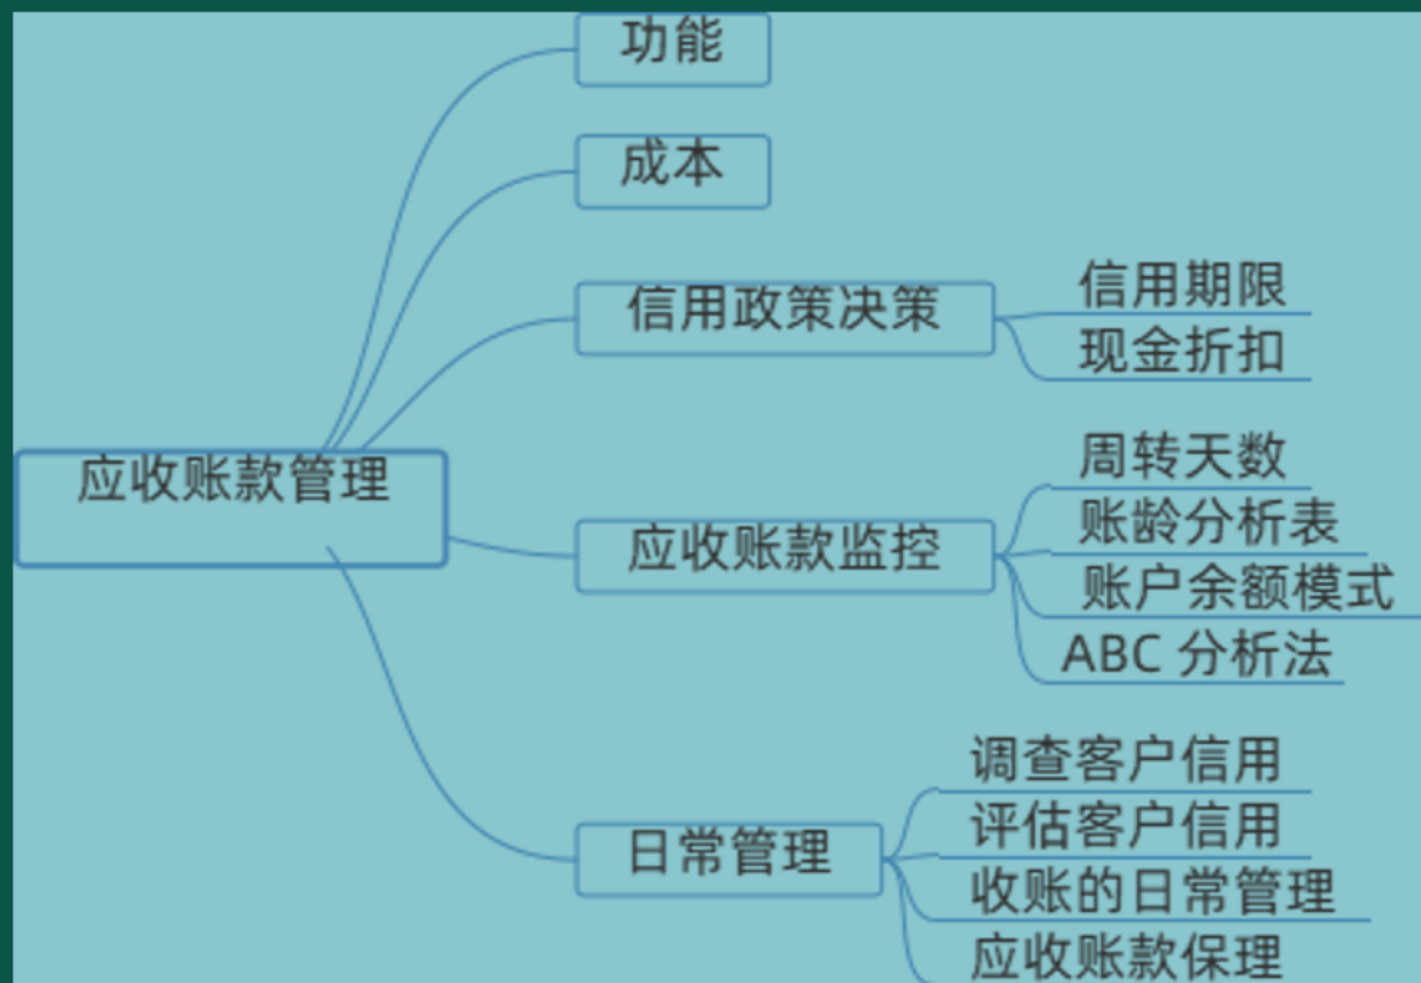 功能
成本
信用政策决策
信用期限
现金折扣
应收账款管理
应收账款监控
周转天数
账龄分析表
账户余额模式
ABC 分析法
日常管理
调查客户信用
评估客户信用
收账的日常管理
应收账款保理